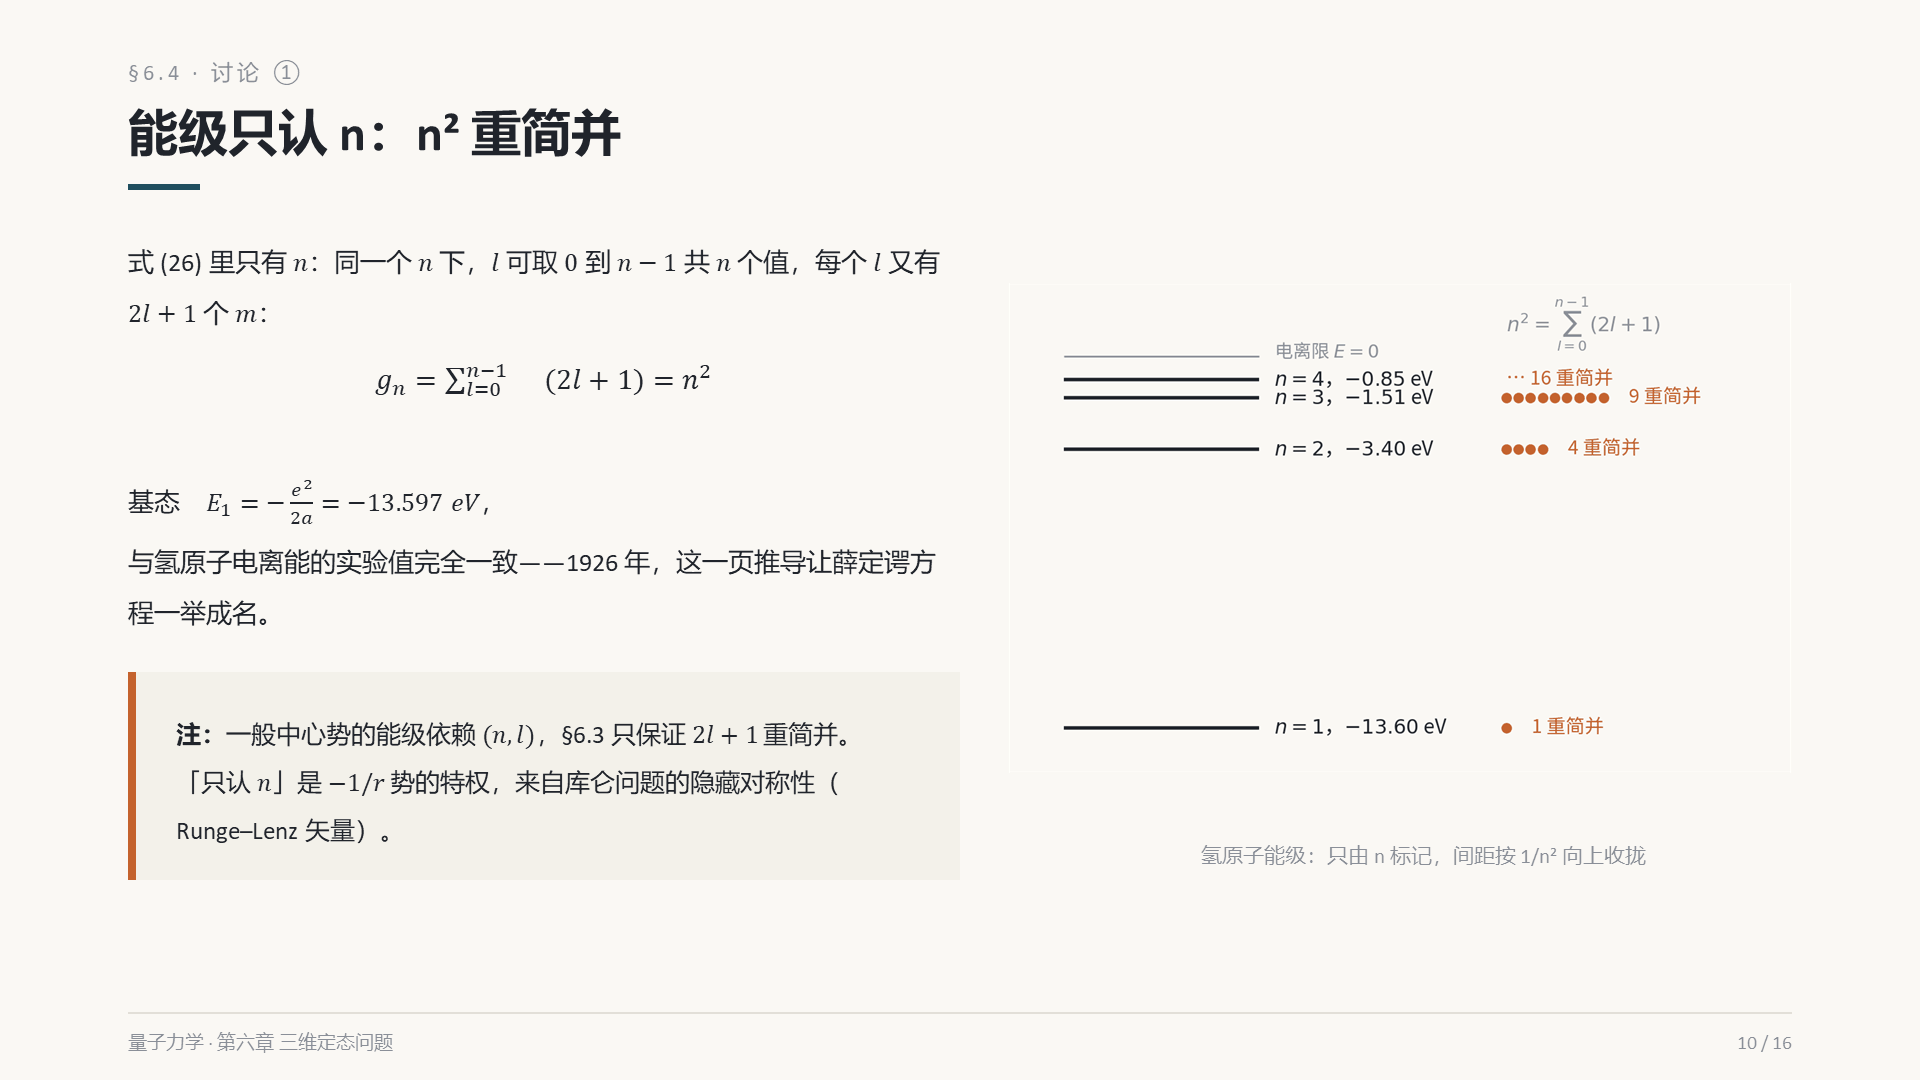 §6.4 · 讨论 ①
能级只认 n：n² 重简并
式 (26) 里只有 n：同一个 n 下，l 可取 0 到 n − 1 共 n 个值，每个 l 又有
2l + 1 个 m：
gₙ = ∑ₗ₌₀ⁿ⁻¹ (2l + 1) = n²
基态 E₁ = −e²/2a = −13.597 eV，
与氢原子电离能的实验值完全一致——1926 年，这一页推导让薛定谔方
程一举成名。
注：一般中心势的能级依赖 (n, l)，§6.3 只保证 2l + 1 重简并。
「只认 n」是 −1/r 势的特权，来自库仑问题的隐藏对称性（
Runge–Lenz 矢量）。
n² = ∑ₗ₌₀ⁿ⁻¹ (2l + 1)
电离限 E = 0
n = 4，−0.85 eV ··· 16 重简并
n = 3，−1.51 eV 9 重简并
n = 2，−3.40 eV 4 重简并
n = 1，−13.60 eV 1 重简并
氢原子能级：只由 n 标记，间距按 1/n² 向上收拢
量子力学 · 第六章 三维定态问题
10 / 16